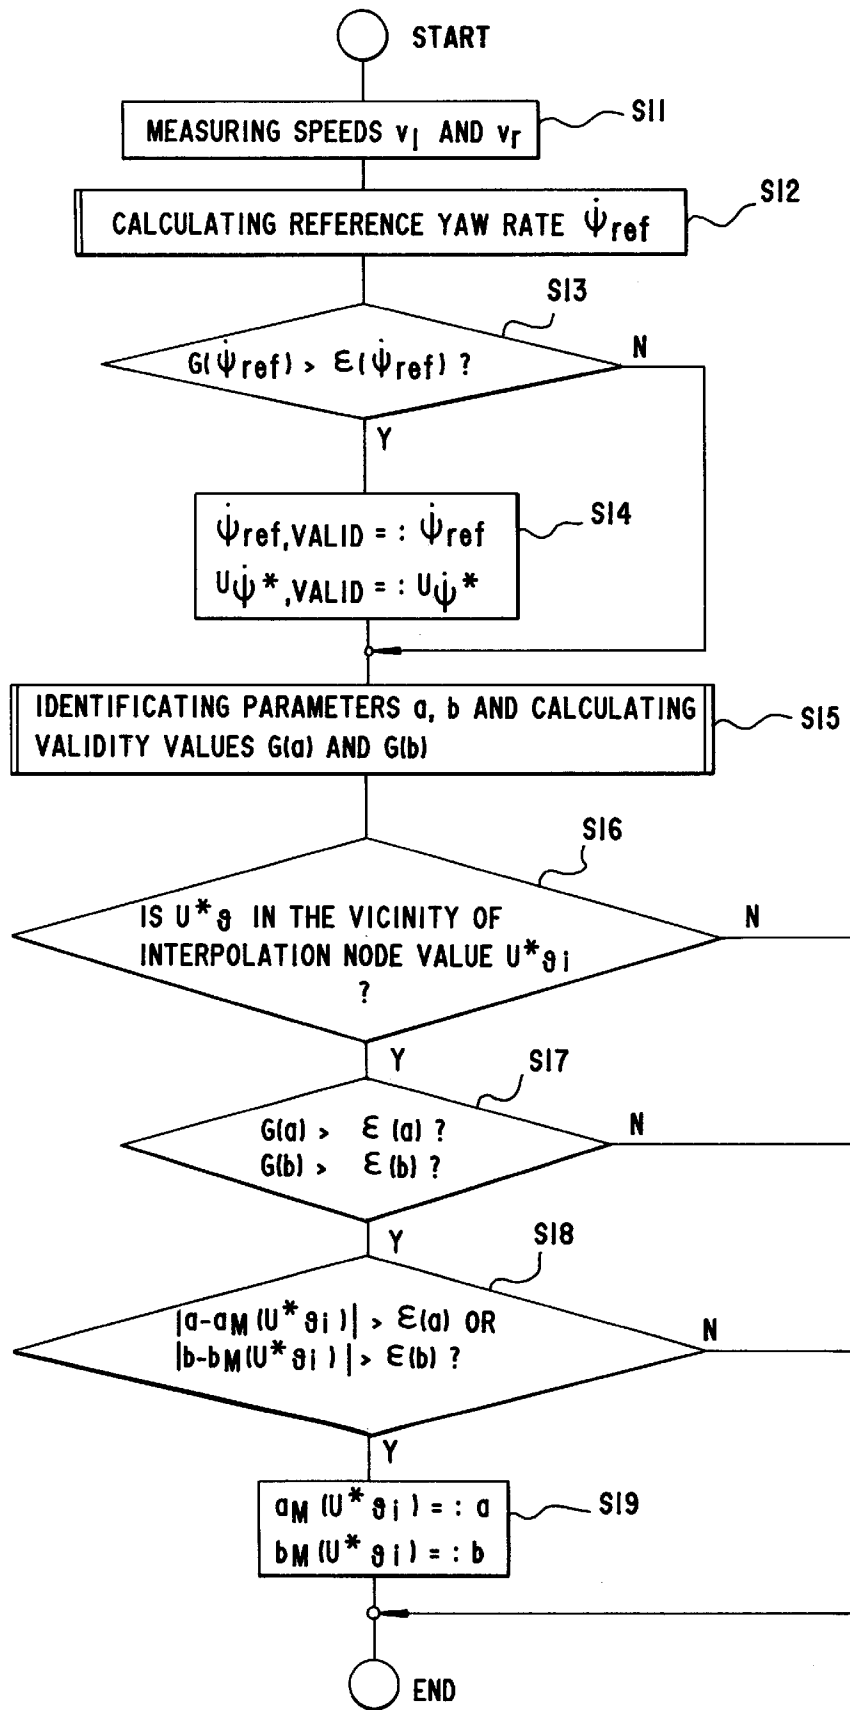 START
MEASURING SPEEDS vl AND vr
S11
CALCULATING REFERENCE YAW RATE ψ̇ref
S12
S13
G(ψ̇ref) > ε(ψ̇ref) ?
N
Y
ψ̇ref,VALID = : ψ̇ref
Uψ̇*,VALID = : Uψ̇*
S14
IDENTIFICATING PARAMETERS a, b AND CALCULATING
VALIDITY VALUES G(a) AND G(b)
S15
S16
IS U*ϑ IN THE VICINITY OF
INTERPOLATION NODE VALUE U*ϑi
?
N
Y
S17
G(a) > ε(a) ?
G(b) > ε(b) ?
N
Y
S18
|a-aM(U*ϑi)| > ε(a) OR
|b-bM(U*ϑi)| > ε(b) ?
N
Y
aM(U*ϑi) = : a
bM(U*ϑi) = : b
S19
END